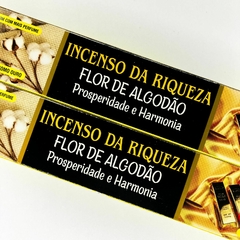 INCENSO DA RIQUEZA
FLOR DE ALGODÃO
Prosperidade e Harmonia
INCENSO DA RIQUEZA
FLOR DE ALGODÃO
Prosperidade e Harmonia